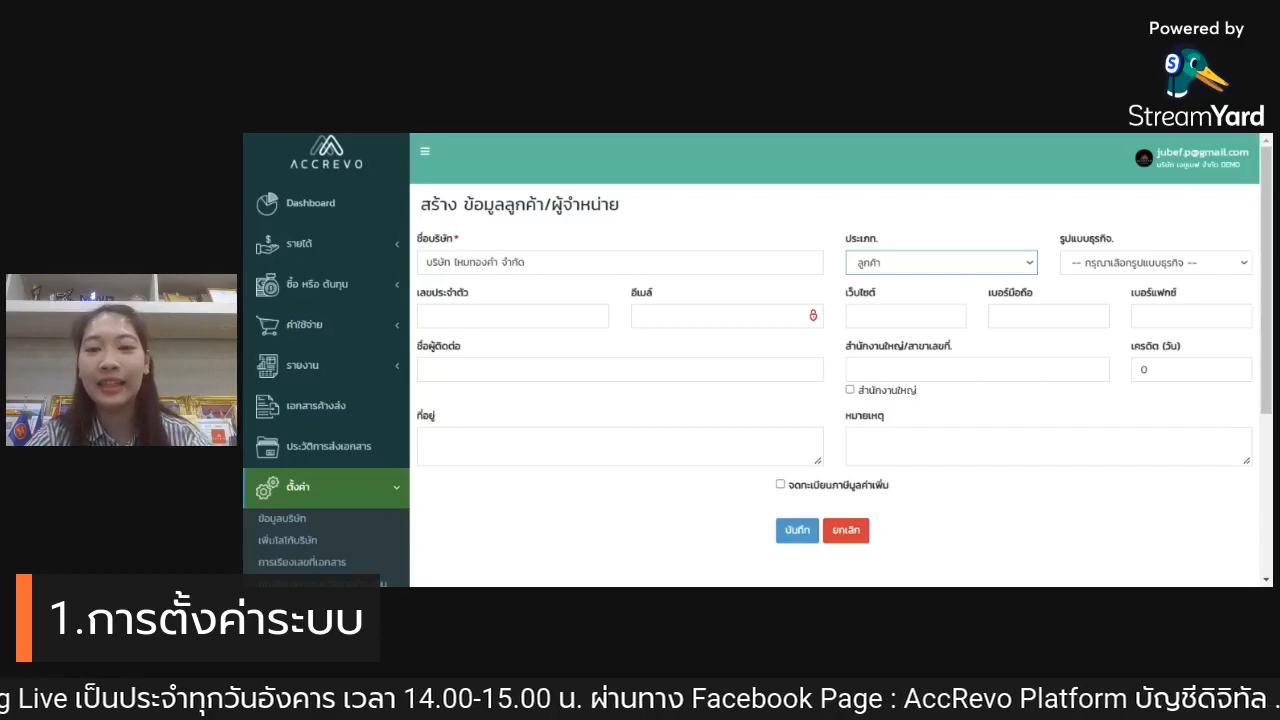 Powered by
StreamYard
ACCREVO
jubef.p@gmail.com
บริษัท เจอูเบฟ จำกัด DEMO
Dashboard
รายได้
ซื้อ หรือ ต้นทุน
ค่าใช้จ่าย
รายงาน
เอกสารค้างส่ง
ประวัติการส่งเอกสาร
ตั้งค่า
ข้อมูลบริษัท
เพิ่มโลโก้บริษัท
การเรียงเลขที่เอกสาร
สร้าง ข้อมูลลูกค้า/ผู้จำหน่าย
ชื่อบริษัท* ประเภท. รูปแบบธุรกิจ.
บริษัท ไหมทองคำ จำกัด ลูกค้า -- กรุณาเลือกรูปแบบธุรกิจ --
เลขประจำตัว อีเมล์ เว็บไซต์ เบอร์มือถือ เบอร์แฟกซ์
ชื่อผู้ติดต่อ สำนักงานใหญ่/สาขาเลขที่. เครดิต (วัน)
0
สำนักงานใหญ่
ที่อยู่ หมายเหตุ
จดทะเบียนภาษีมูลค่าเพิ่ม
บันทึก ยกเลิก
1.การตั้งค่าระบบ
g Live เป็นประจำทุกวันอังคาร เวลา 14.00-15.00 น. ผ่านทาง Facebook Page : AccRevo Platform บัญชีดิจิทัล